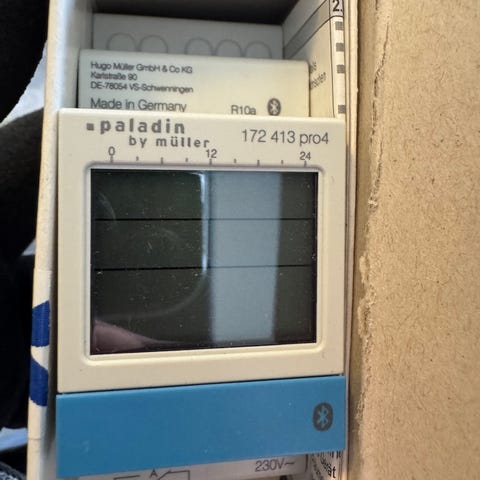 Hugo Müller GmbH & Co KG
Karlstraße 90
DE-78054 VS-Schwenningen
Made in Germany
R10a
paladin
by müller
172 413 pro4
0 12 24
230V~
A